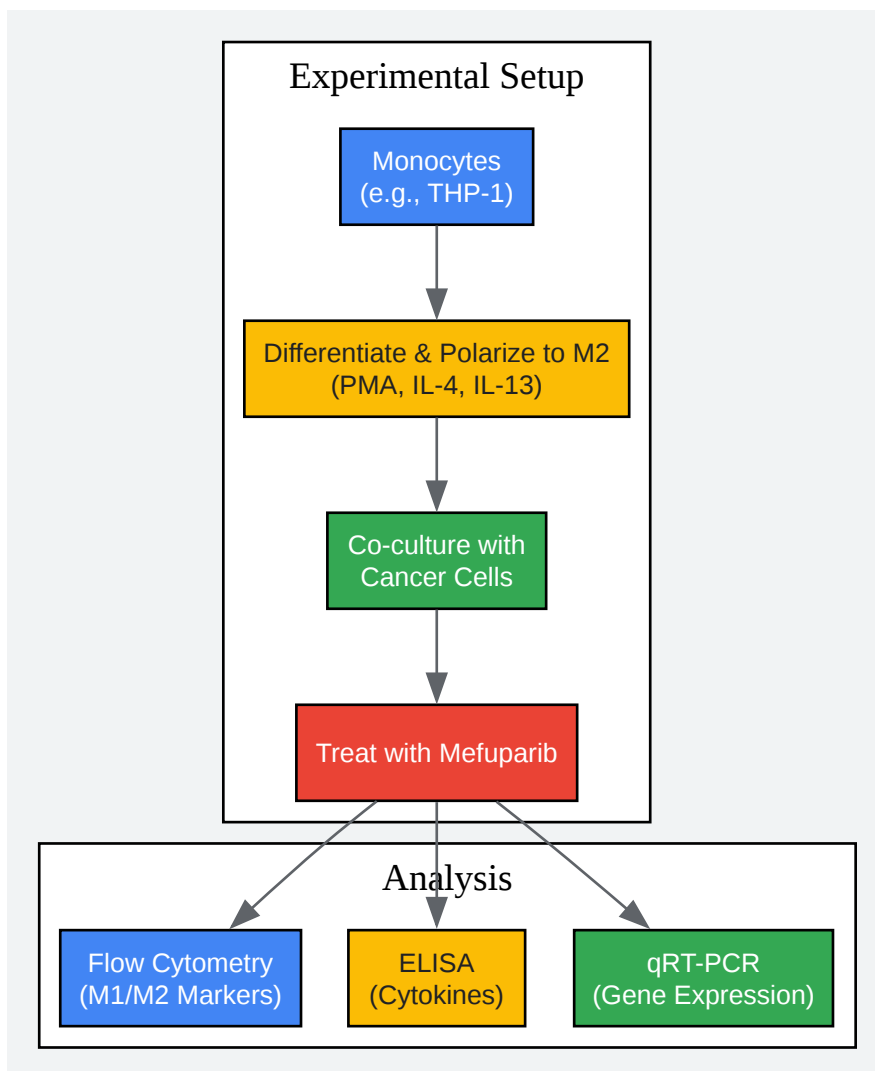 Experimental Setup
Monocytes
(e.g., THP-1)
Differentiate & Polarize to M2
(PMA, IL-4, IL-13)
Co-culture with
Cancer Cells
Treat with Mefuparib
Analysis
Flow Cytometry
(M1/M2 Markers)
ELISA
(Cytokines)
qRT-PCR
(Gene Expression)